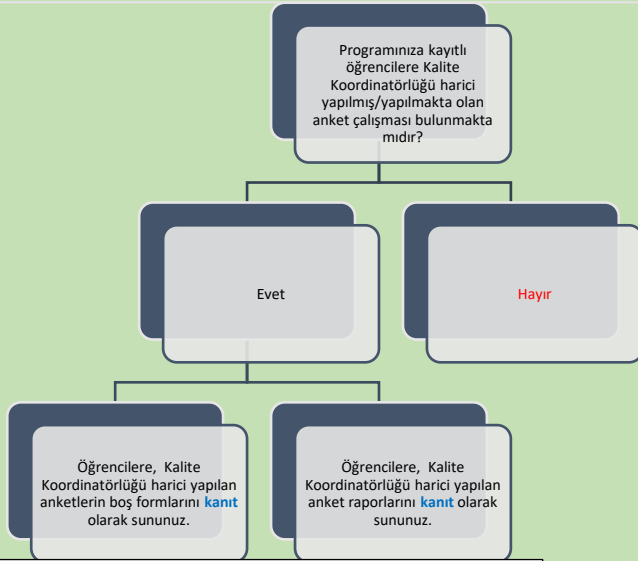 Programınıza kayıtlı
öğrencilere Kalite
Koordinatörlüğü harici
yapılmış/yapılmakta olan
anket çalışması bulunmakta
mıdır?
Evet
Hayır
Öğrencilere, Kalite
Koordinatörlüğü harici yapılan
anketlerin boş formlarını kanıt
olarak sununuz.
Öğrencilere, Kalite
Koordinatörlüğü harici yapılan
anket raporlarını kanıt olarak
sununuz.